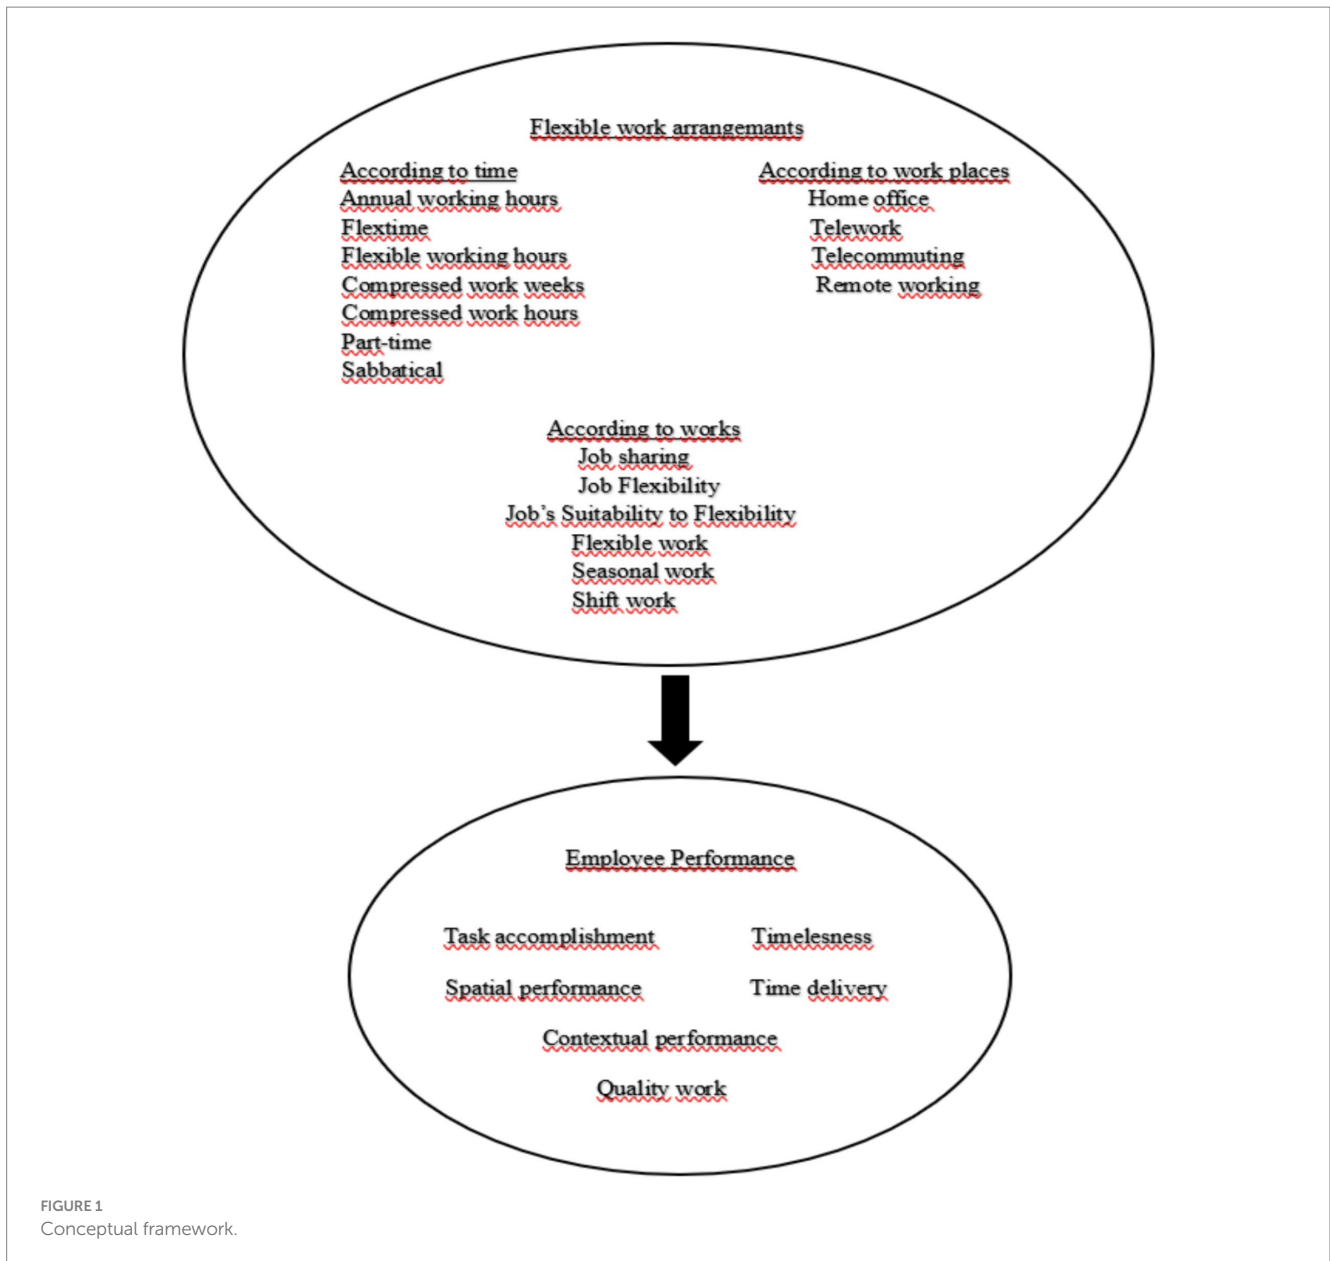 Flexible work arrangemants
According to time
Annual working hours
Flextime
Flexible working hours
Compressed work weeks
Compressed work hours
Part-time
Sabbatical
According to work places
Home office
Telework
Telecommuting
Remote working
According to works
Job sharing
Job Flexibility
Job’s Suitability to Flexibility
Flexible work
Seasonal work
Shift work
Employee Performance
Task accomplishment
Timelesness
Spatial performance
Time delivery
Contextual performance
Quality work
FIGURE 1
Conceptual framework.